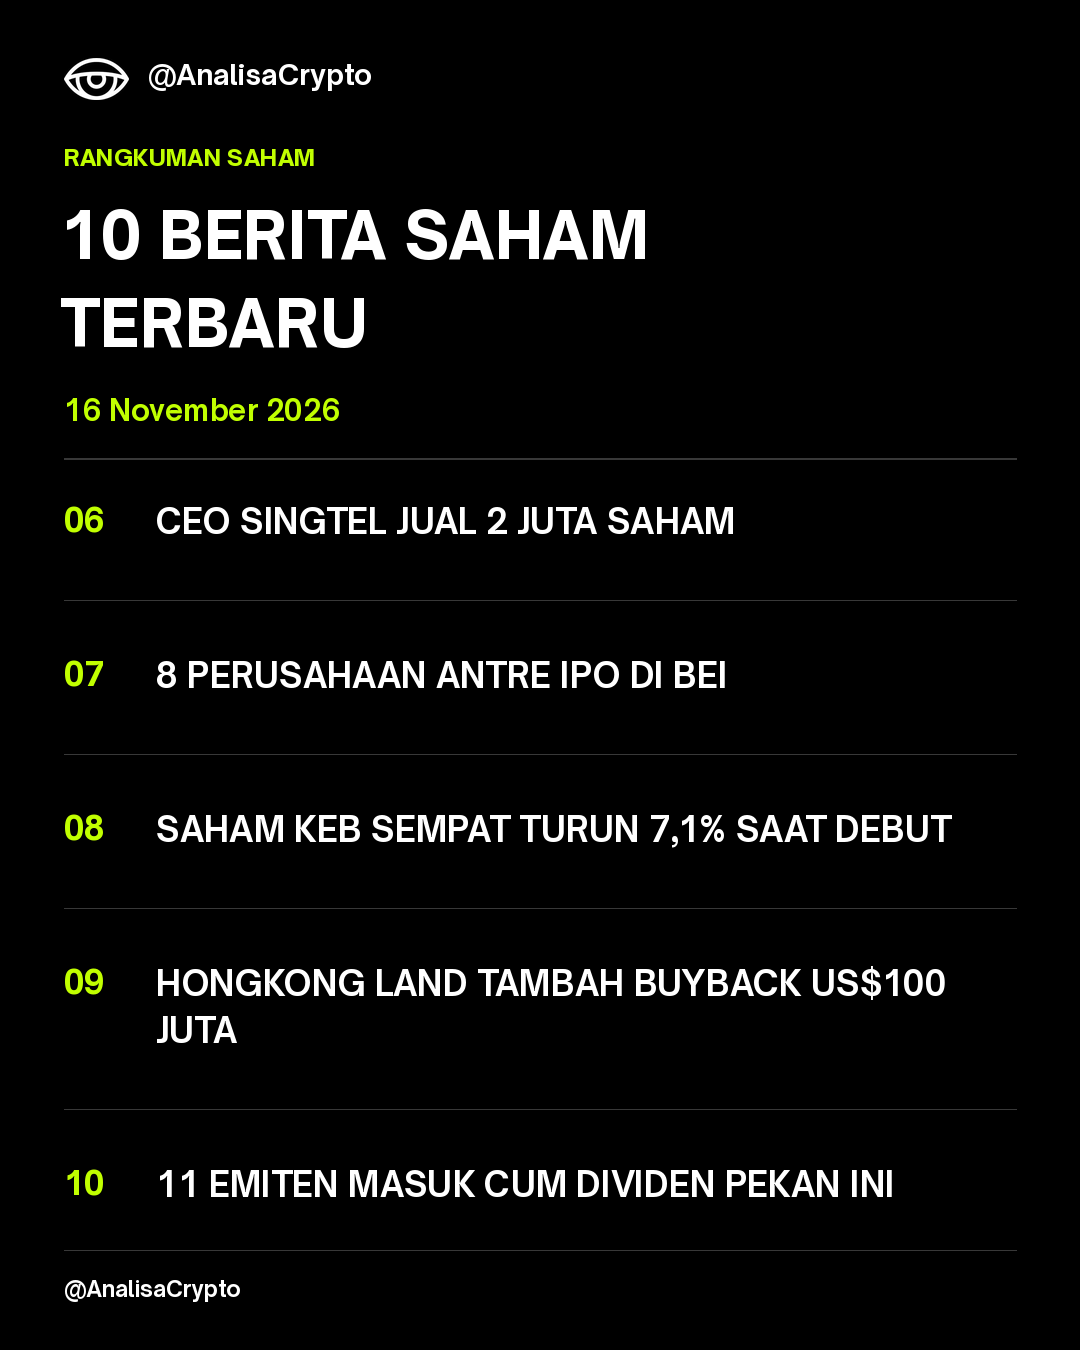 @AnalisaCrypto
RANGKUMAN SAHAM
10 BERITA SAHAM
TERBARU
16 November 2026
06 CEO SINGTEL JUAL 2 JUTA SAHAM
07 8 PERUSAHAAN ANTRE IPO DI BEI
08 SAHAM KEB SEMPAT TURUN 7,1% SAAT DEBUT
09 HONGKONG LAND TAMBAH BUYBACK US$100
JUTA
10 11 EMITEN MASUK CUM DIVIDEN PEKAN INI
@AnalisaCrypto